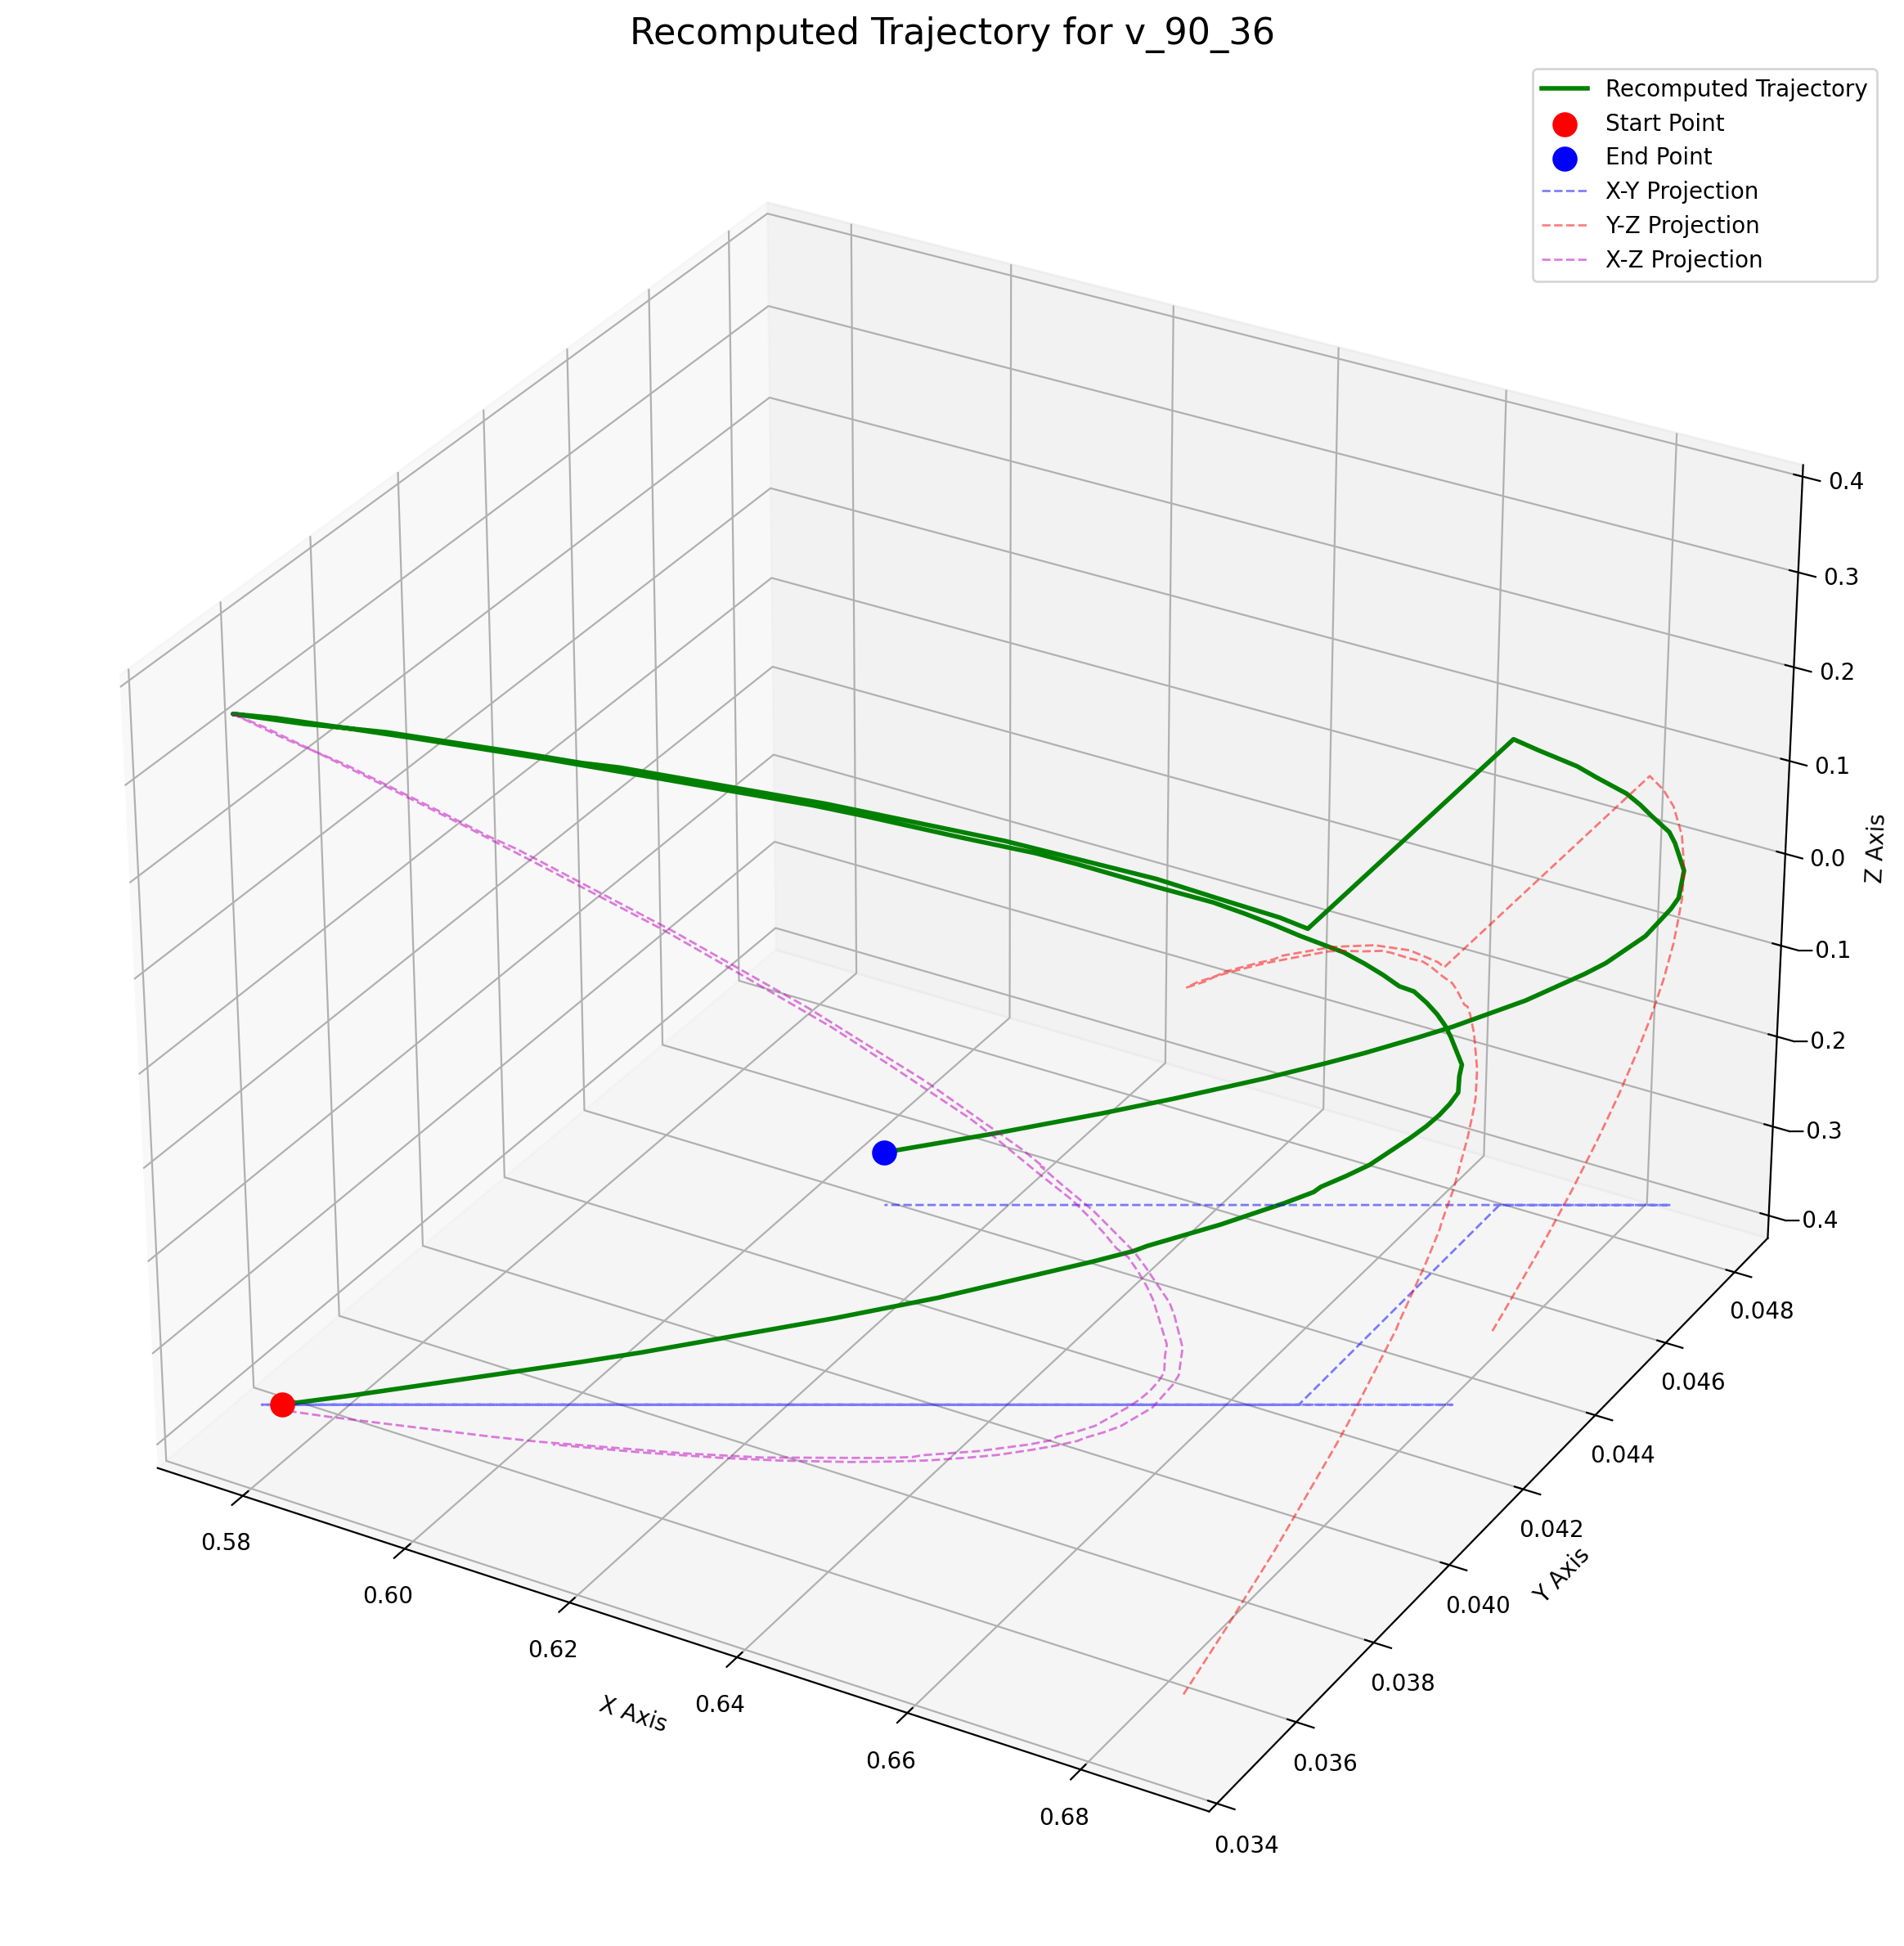 Recomputed Trajectory for v_90_36
Recomputed Trajectory
Start Point
End Point
X-Y Projection
Y-Z Projection
X-Z Projection
0.4
0.3
0.2
0.1
0.0
−0.1
−0.2
−0.3
−0.4
Z Axis
0.048
0.046
0.044
0.042
0.040
0.038
0.036
0.034
Y Axis
0.58
0.60
0.62
0.64
0.66
0.68
X Axis